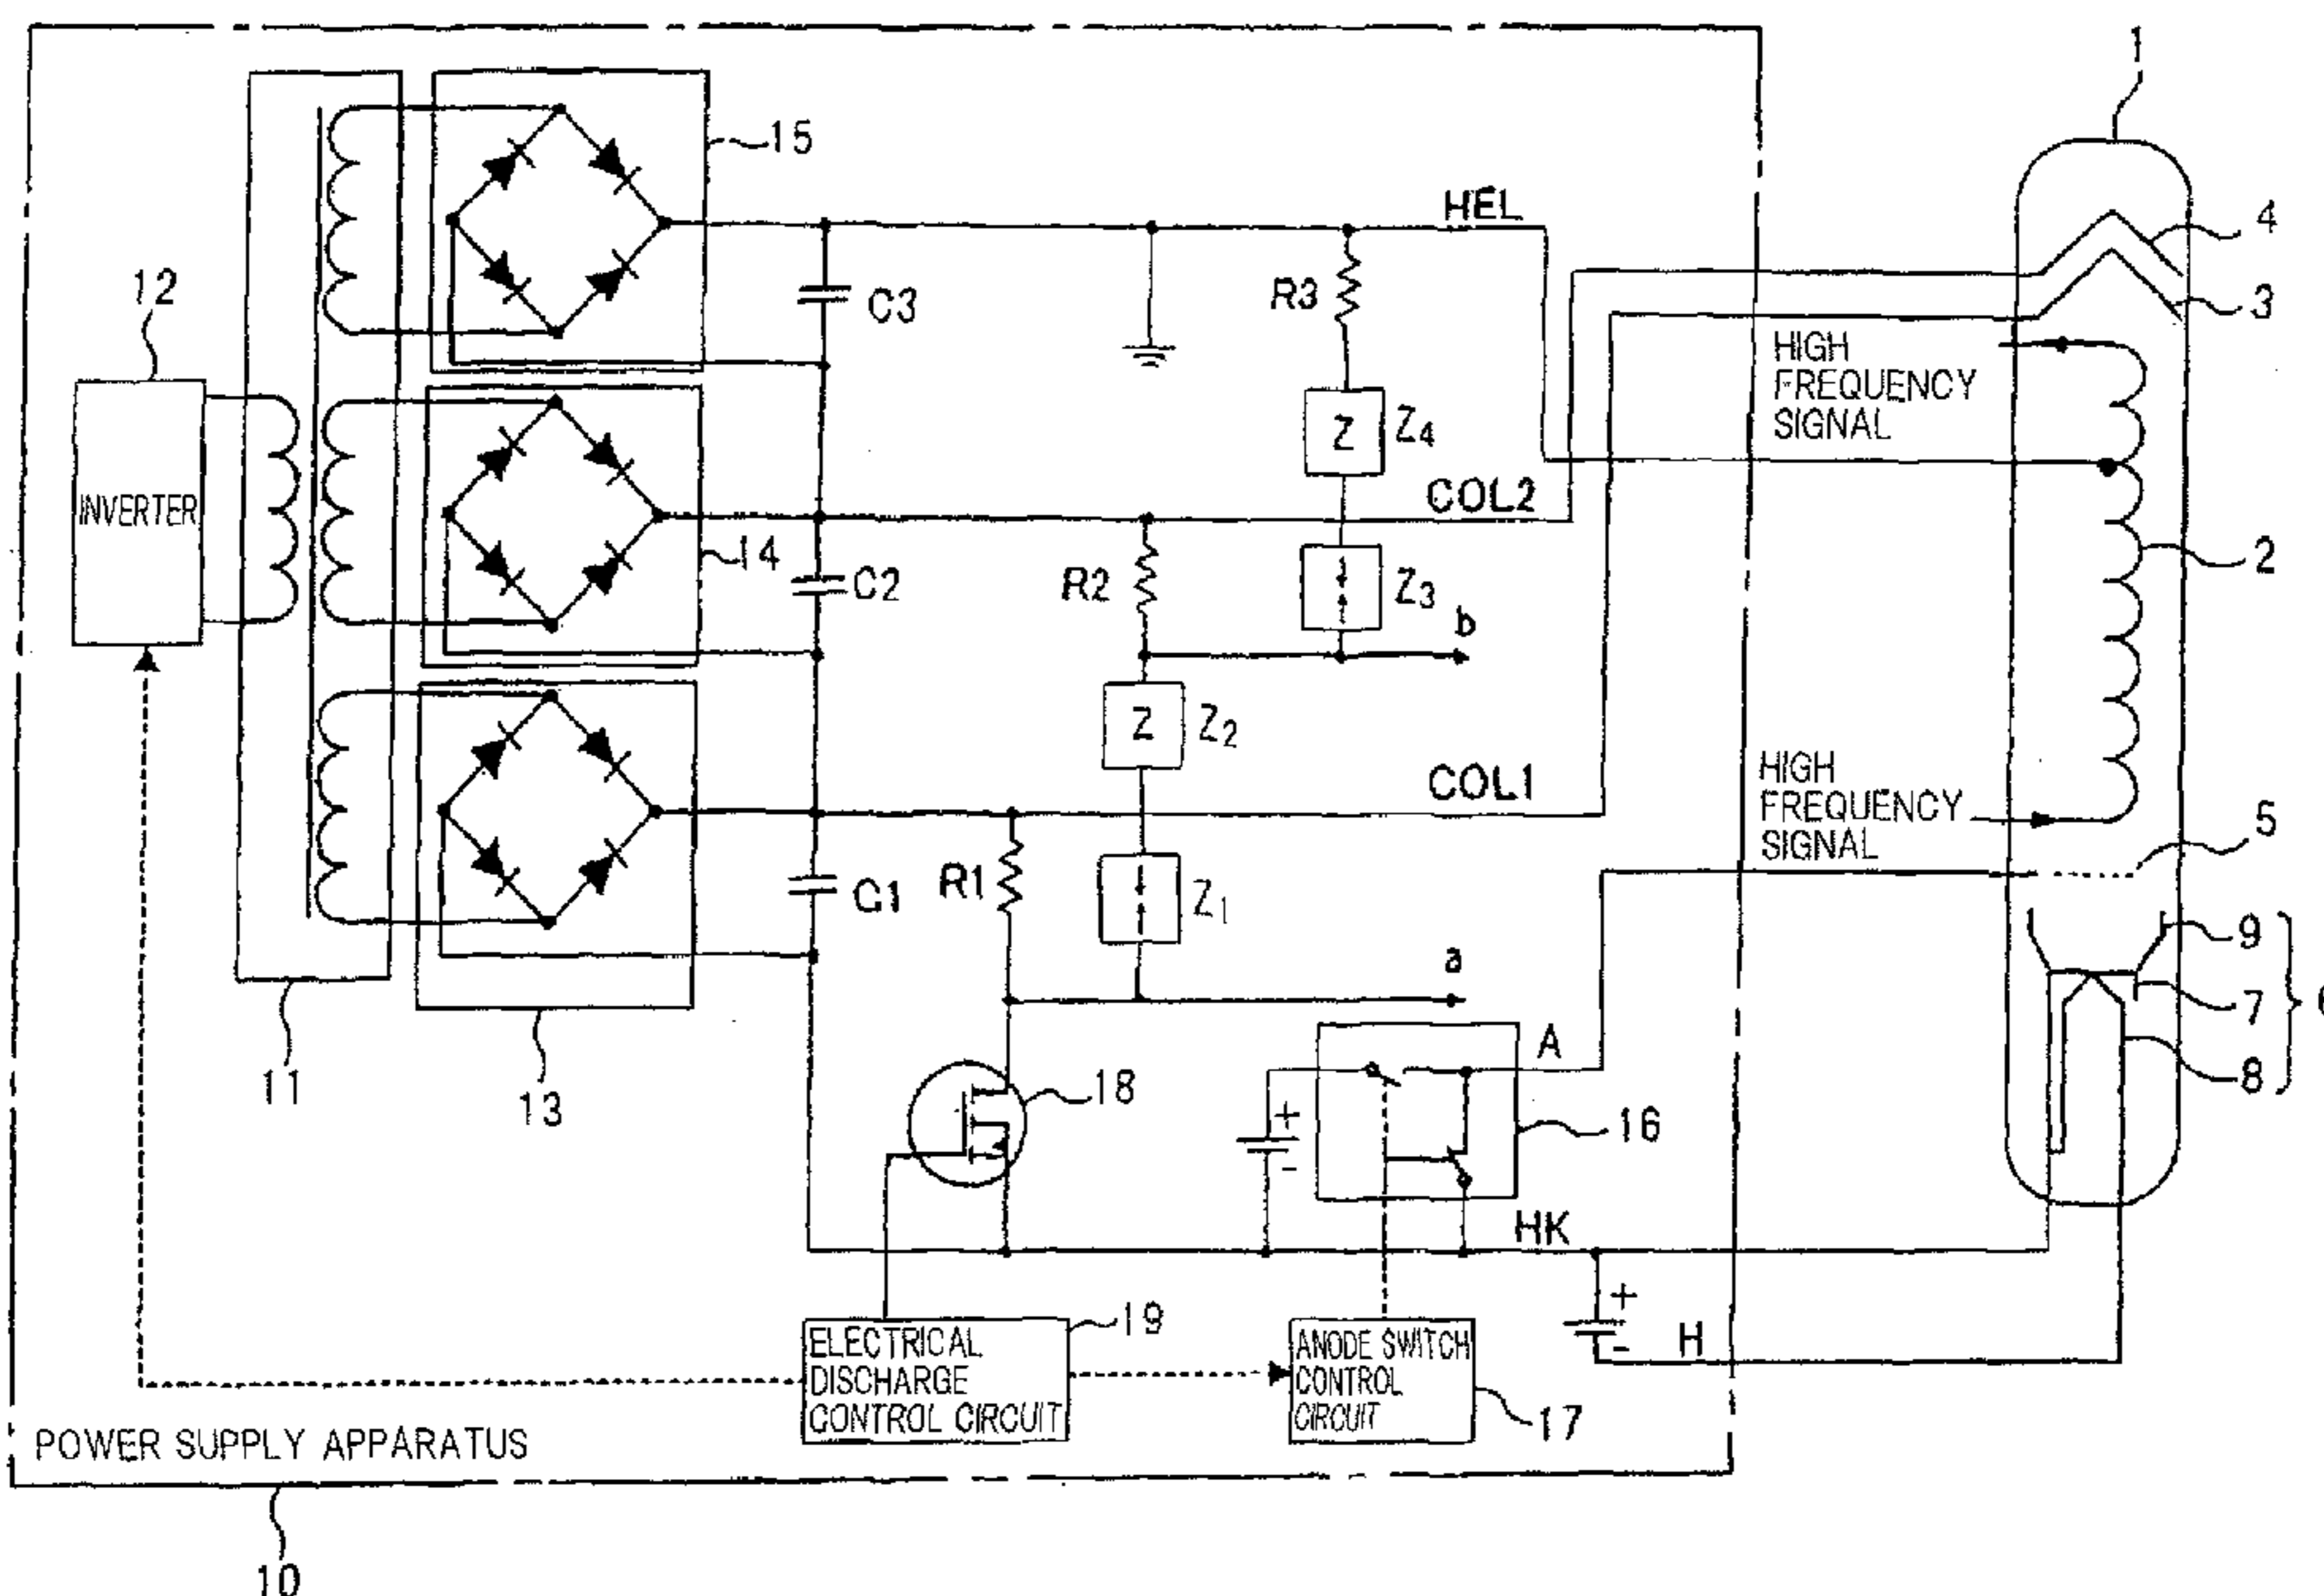 1
15
HEL
4
12
R3
C3
3
HIGH
FREQUENCY
SIGNAL
Z
Z4
INVERTER
COL2
14
C2
R2
Z3
2
b
Z
Z2
HIGH
FREQUENCY
SIGNAL
COL1
5
C1
R1
Z1
9
a
7
6
A
11
13
18
8
+
-
16
HK
+
-
H
19
ELECTRICAL
DISCHARGE
CONTROL CIRCUIT
ANODE SWITCH
CONTROL
CIRCUIT
17
POWER SUPPLY APPARATUS
10